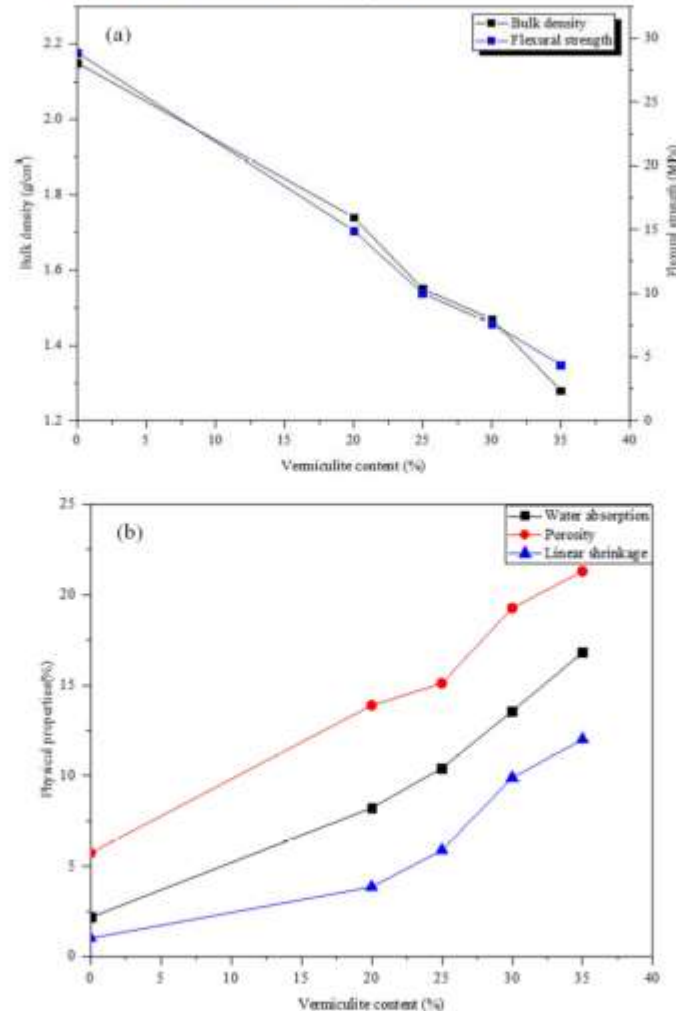 (a)
Bulk density
Flexural strength
2.2
2.0
1.8
1.6
1.4
1.2
Bulk density (g/cm³)
30
25
20
15
10
5
0
Flexural strength (MPa)
0 5 10 15 20 25 30 35 40
Vermiculite content (%)
(b)
Water absorption
Porosity
Linear shrinkage
25
20
15
10
5
0
Physical properties(%)
0 5 10 15 20 25 30 35 40
Vermiculite content (%)